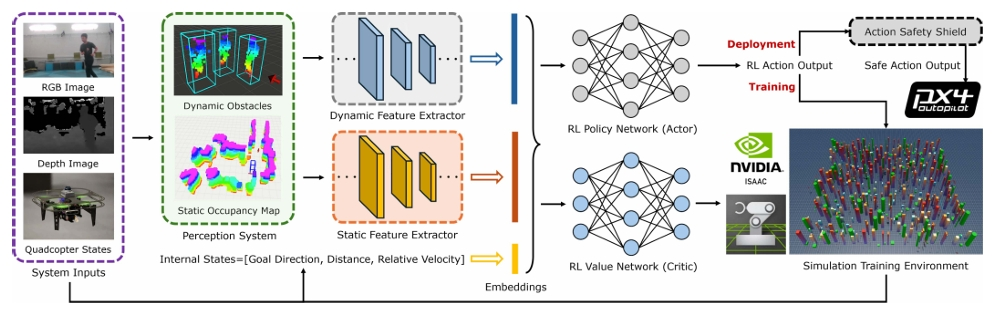 RGB Image
Depth Image
Quadcopter States
System Inputs
Dynamic Obstacles
Static Occupancy Map
Perception System
Dynamic Feature Extractor
Static Feature Extractor
Internal States=[Goal Direction, Distance, Relative Velocity]
Embeddings
RL Policy Network (Actor)
RL Value Network (Critic)
Deployment
RL Action Output
Training
Action Safety Shield
Safe Action Output
px4
autopilot
NVIDIA
ISAAC
Simulation Training Environment